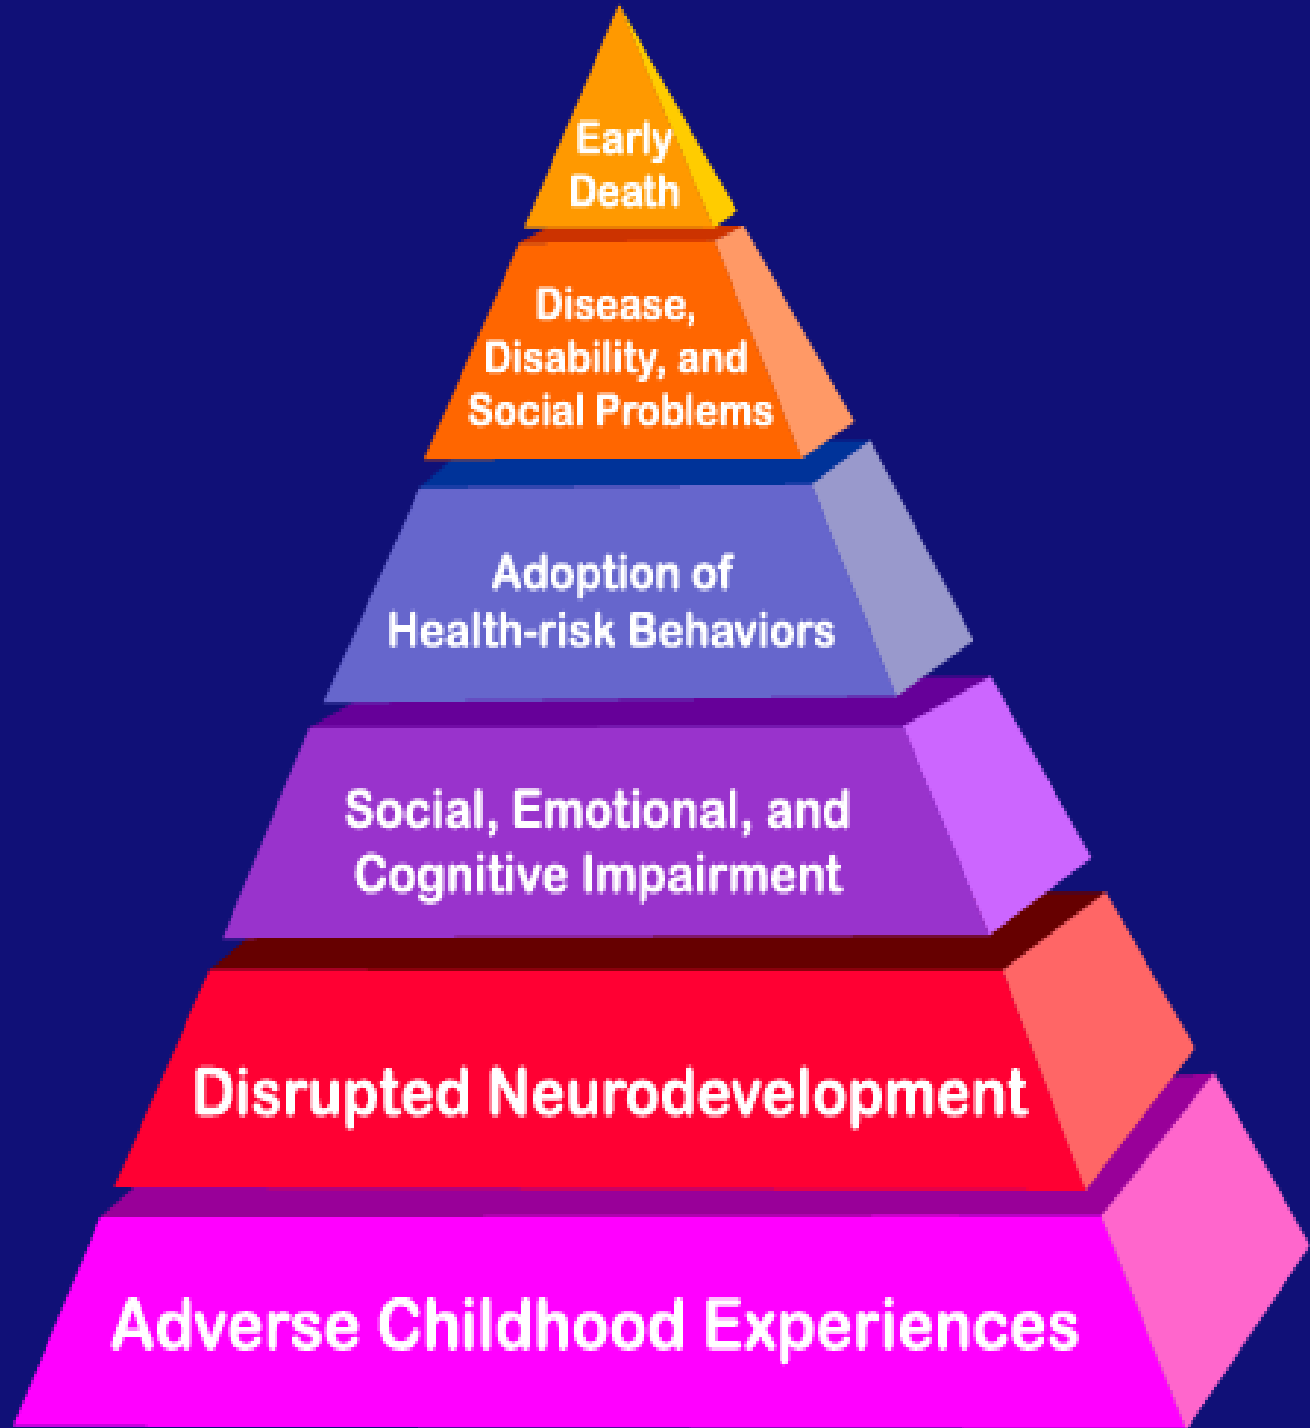 Early
Death
Disease,
Disability, and
Social Problems
Adoption of
Health-risk Behaviors
Social, Emotional, and
Cognitive Impairment
Disrupted Neurodevelopment
Adverse Childhood Experiences